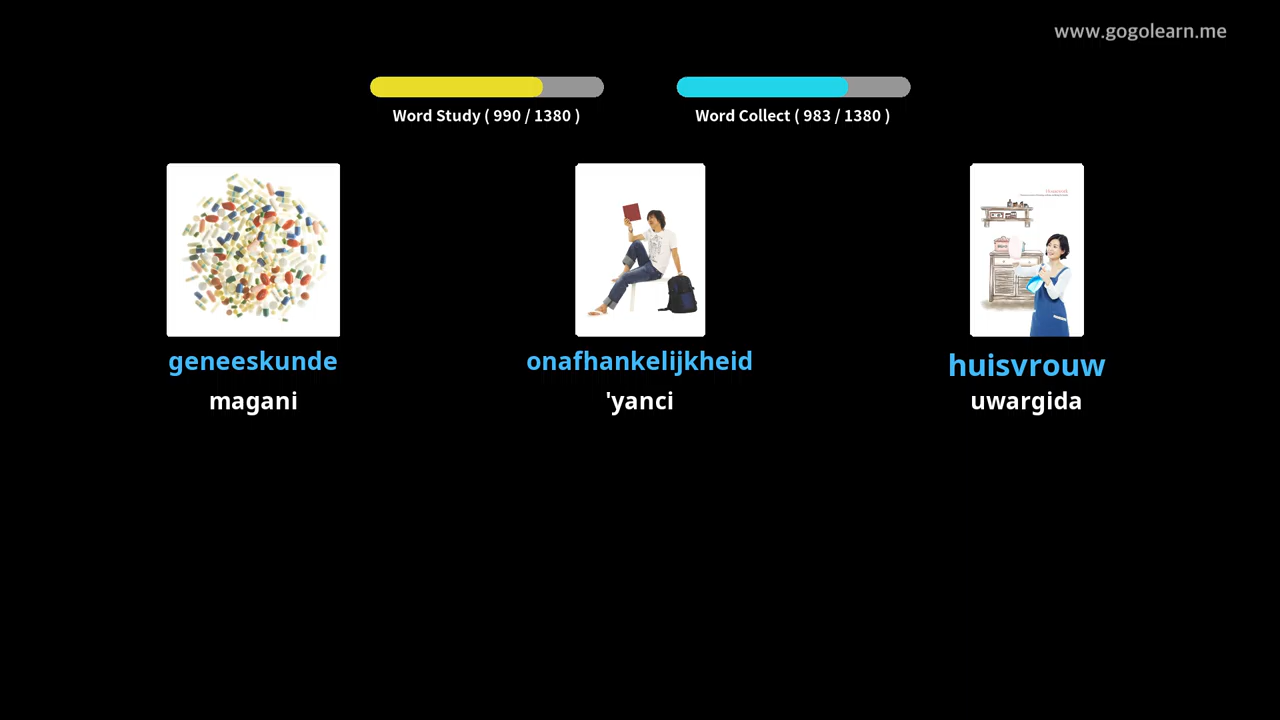 www.gogolearn.me
Word Study ( 990 / 1380 )
Word Collect ( 983 / 1380 )
geneeskunde
onafhankelijkheid
huisvrouw
magani
'yanci
uwargida